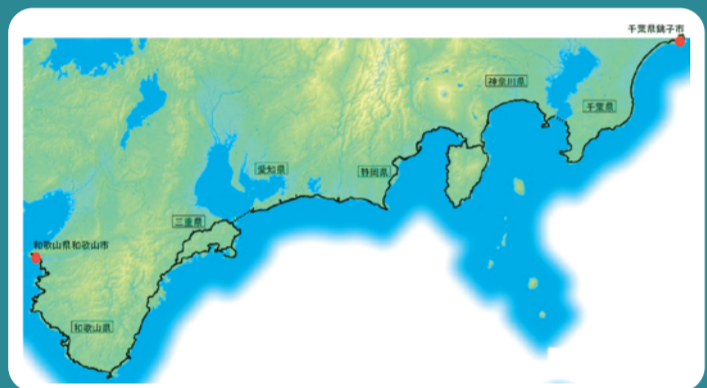 千葉県銚子市
神奈川県
千葉県
愛知県
静岡県
三重県
和歌山県和歌山市
和歌山県